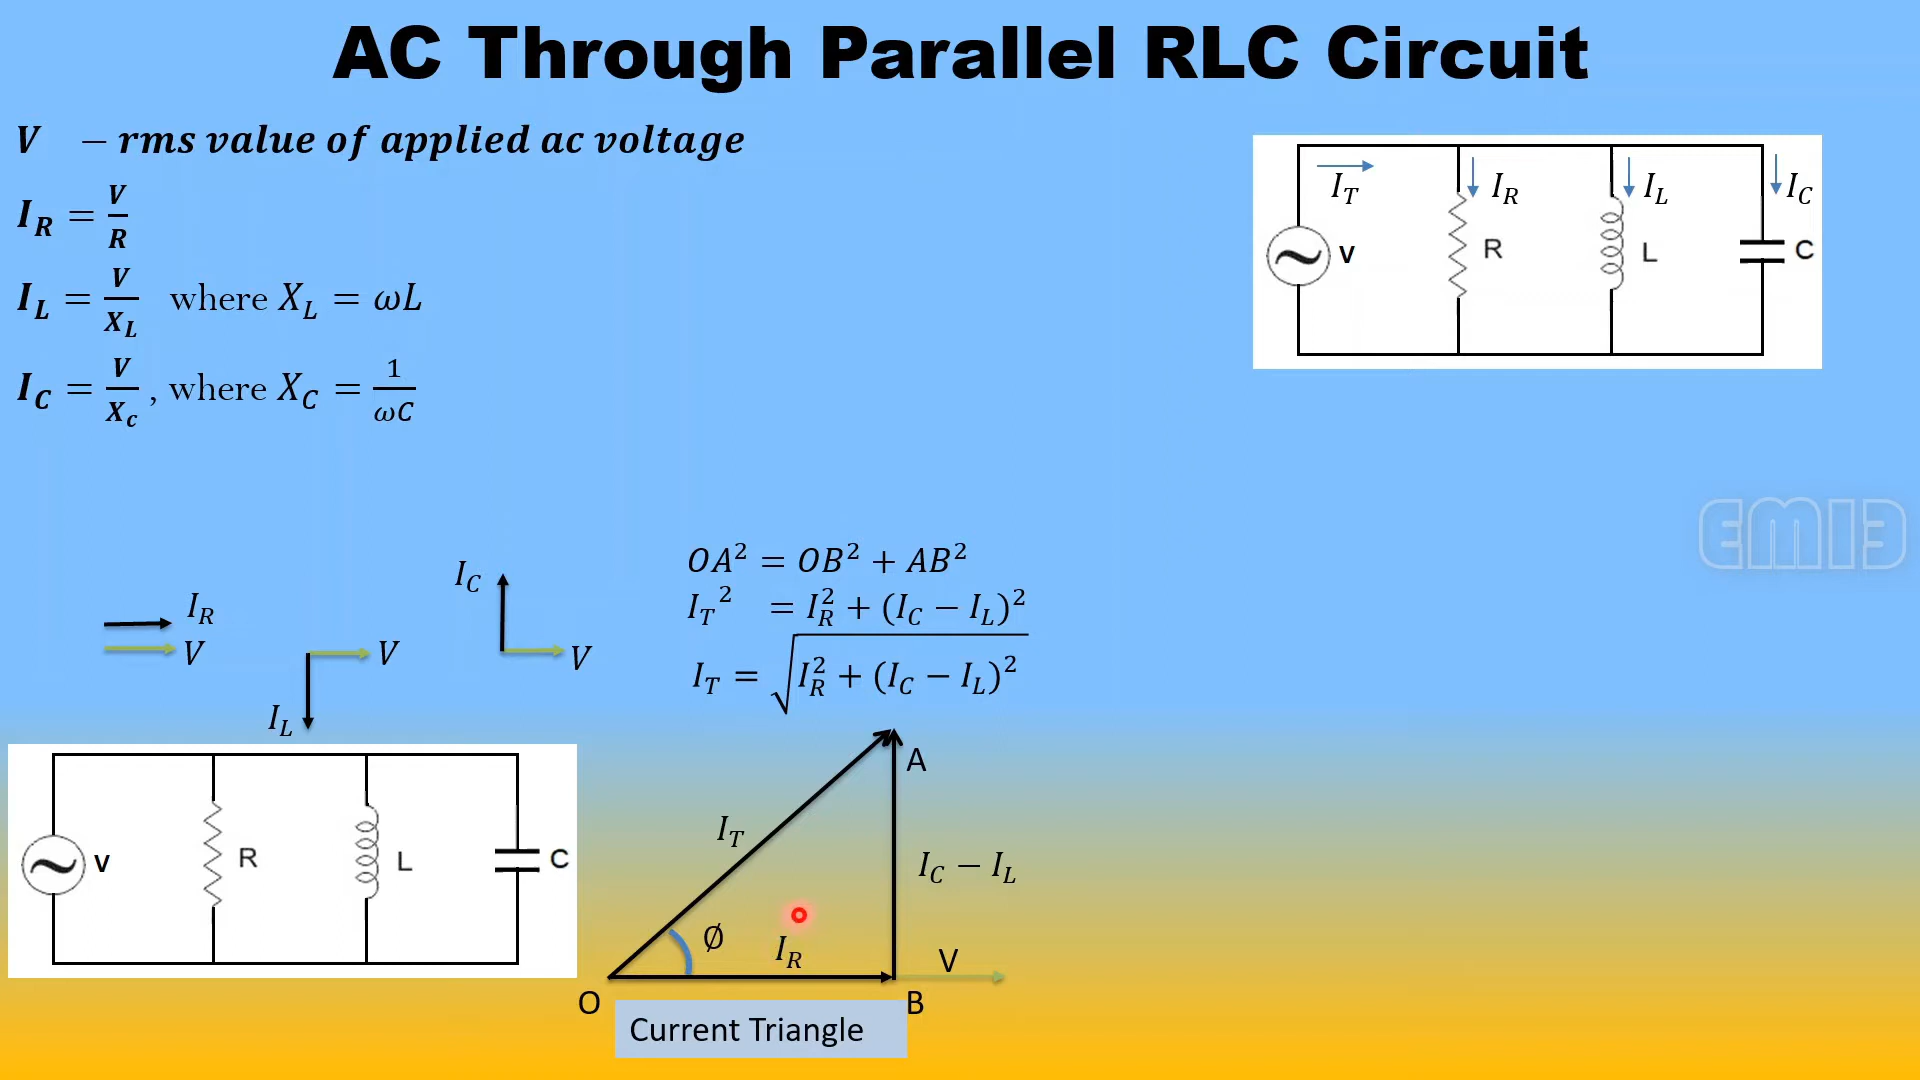 AC Through Parallel RLC Circuit
V – rms value of applied ac voltage
I_R = V/R
I_L = V/X_L where X_L = ωL
I_C = V/X_c , where X_C = 1/ωC
I_T I_R I_L I_C
V R L C
EMI3
OA² = OB² + AB²
I_T² = I_R² + (I_C − I_L)²
I_T = √(I_R² + (I_C − I_L)²)
I_R
V
I_L
V
I_C
V
V R L C
A
I_T
I_C − I_L
∅
I_R
V
O
B
Current Triangle